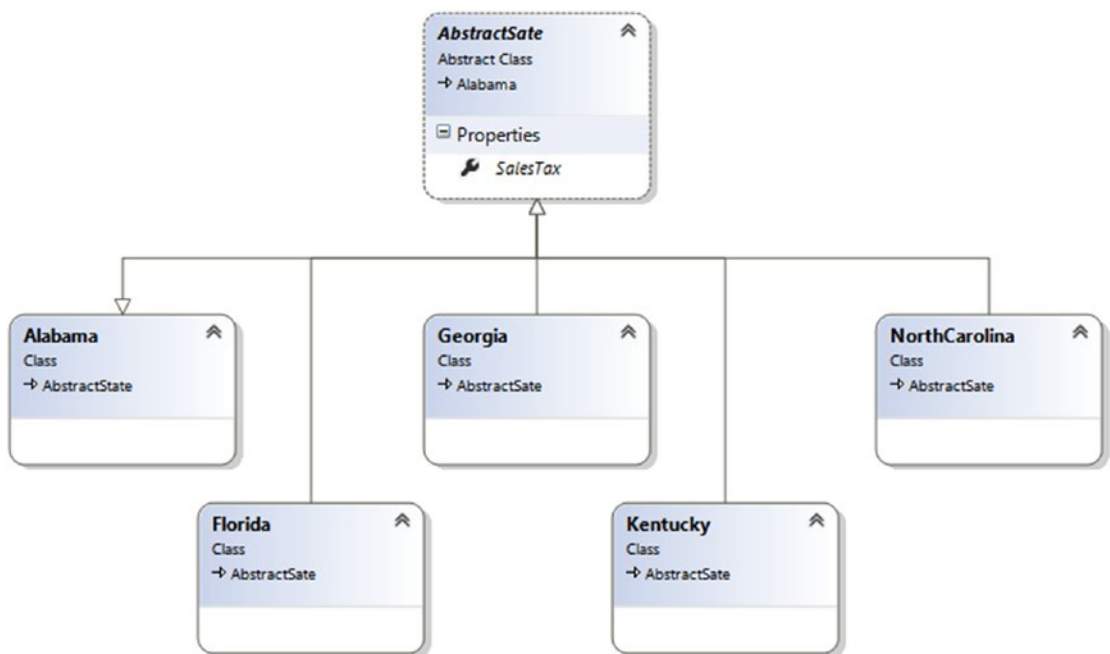 AbstractSate
Abstract Class
Alabama
Properties
SalesTax
Alabama
Class
AbstractState
Georgia
Class
AbstractSate
NorthCarolina
Class
AbstractSate
Florida
Class
AbstractSate
Kentucky
Class
AbstractSate